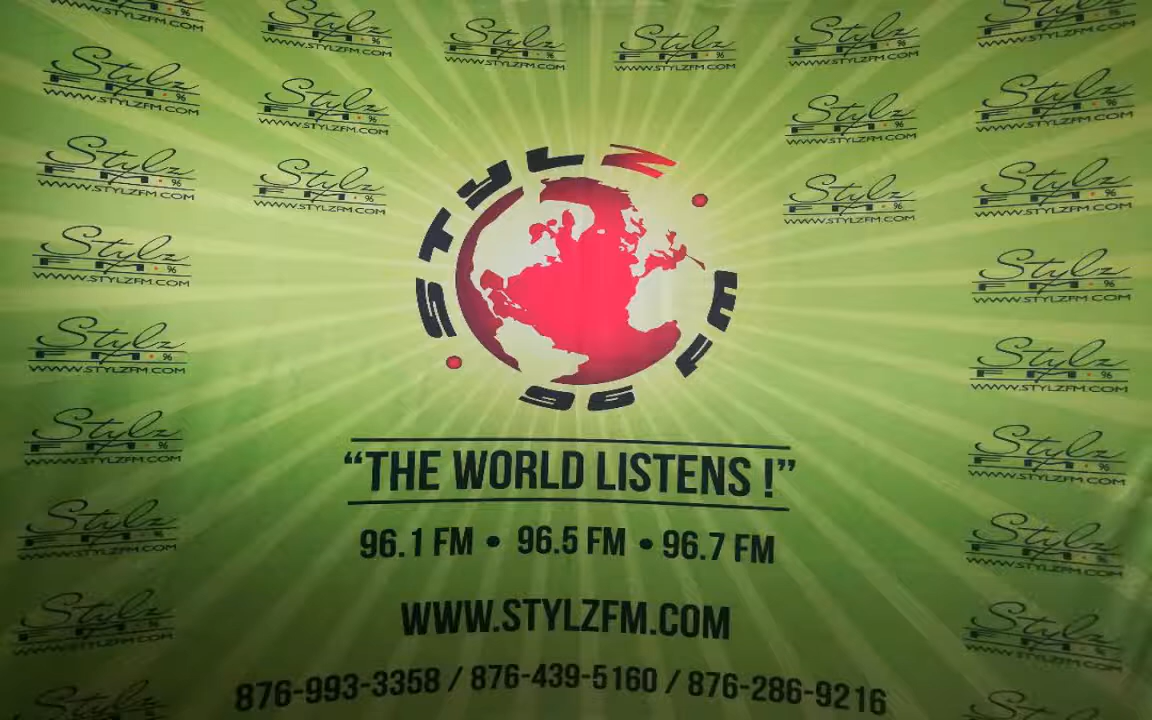 Stylz
FM 96
WWW.STYLZFM.COM
STYLZ
96 FM
“THE WORLD LISTENS !”
96.1 FM • 96.5 FM • 96.7 FM
WWW.STYLZFM.COM
876-993-3358 / 876-439-5160 / 876-286-9216